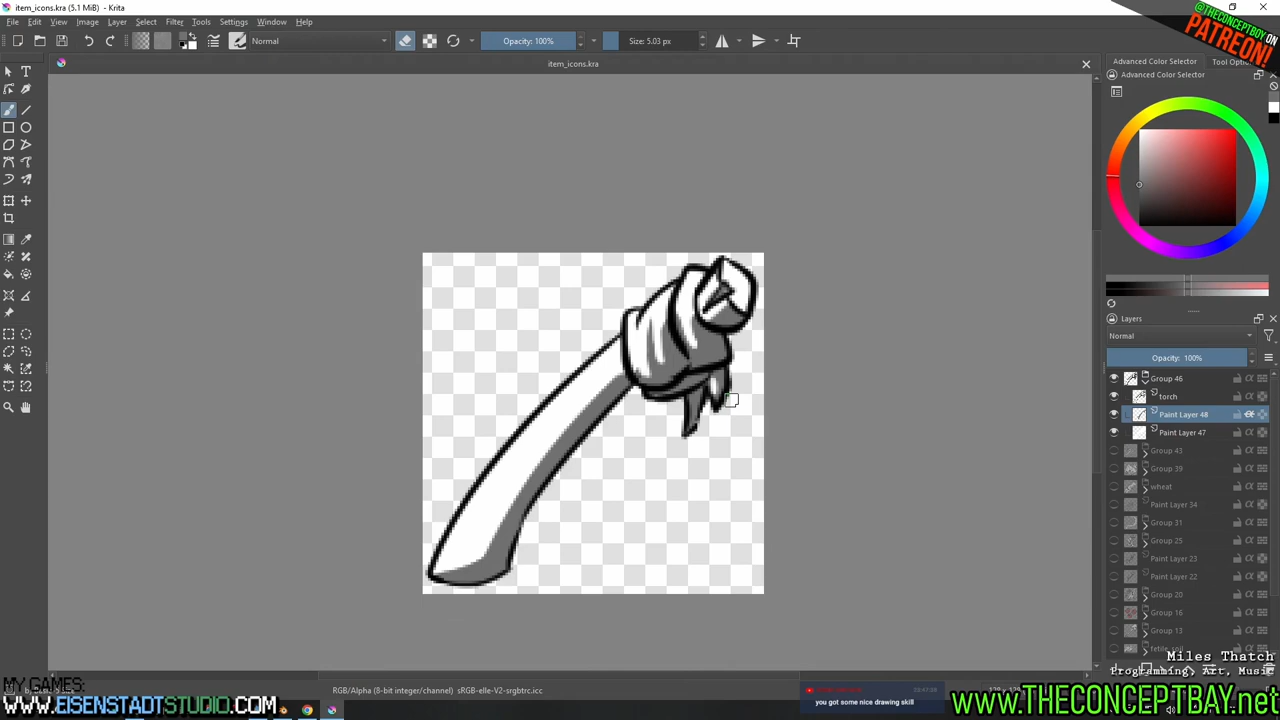 item_icons.kra (5.1 MiB) - Krita
@THECONCEPTBOY ON
PATREON!
File Edit View Image Layer Select Filter Tools Settings Window Help
Normal
Opacity: 100%
Size: 5.03 px
item_icons.kra
Advanced Color Selector
Advanced Color Selector
Layers
Normal
Opacity: 100%
Group 46
torch
Paint Layer 48
Paint Layer 47
Group 43
Group 39
wheat
Paint Layer 34
Group 31
Group 25
Paint Layer 23
Paint Layer 22
Group 20
Group 16
Group 13
fetile_soil
Miles Thatch
Programming, Art, Music
MY GAMES:
WWW.EISENSTADTSTUDIO.COM
RGB/Alpha (8-bit integer/channel) sRGB-elle-V2-srgbtrc.icc
you got some nice drawing skill
www.THECONCEPTBAY.net